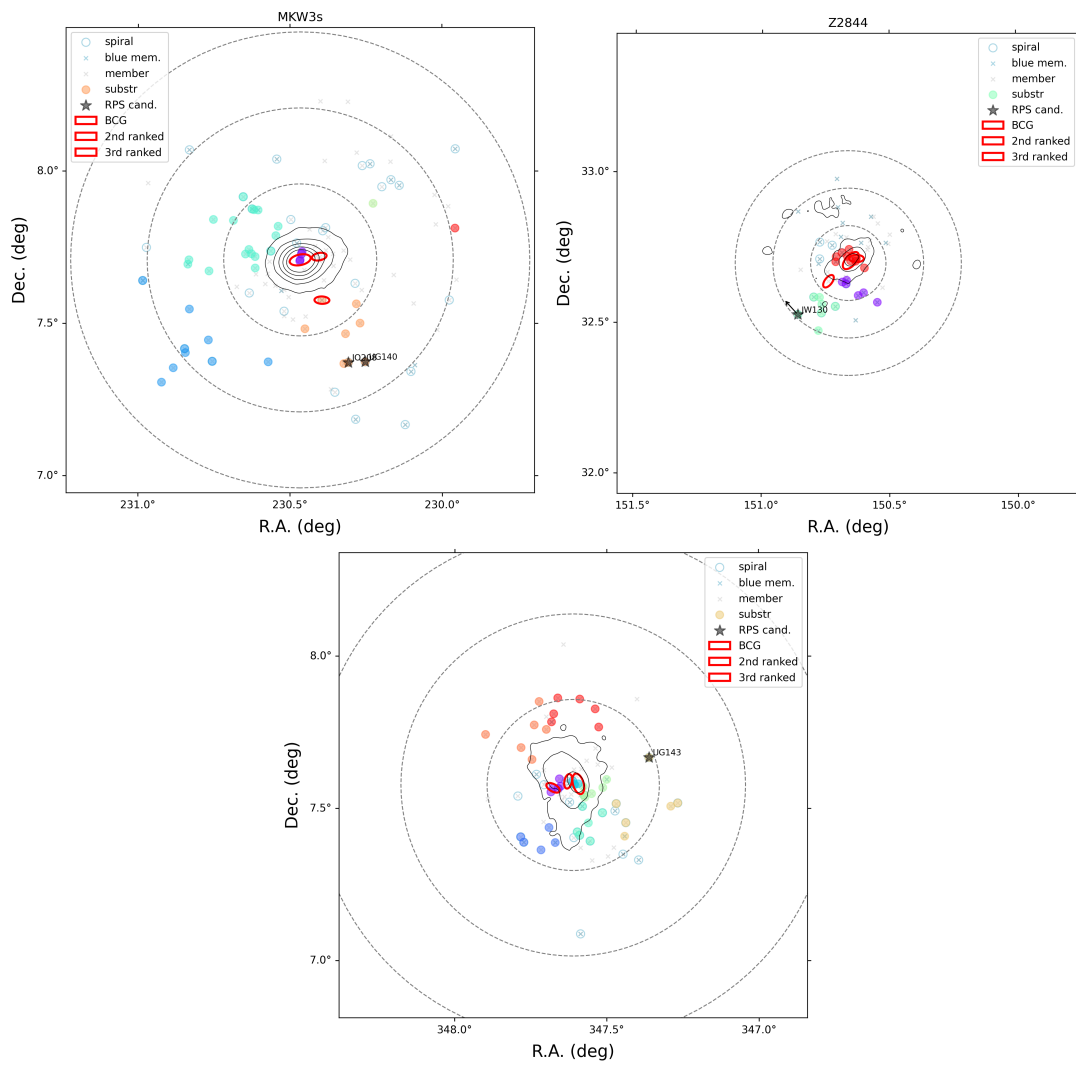 MKW3s
spiral
blue mem.
member
substr
RPS cand.
BCG
2nd ranked
3rd ranked
8.0°
7.5°
7.0°
Dec. (deg)
UG140
231.0°
230.5°
230.0°
R.A. (deg)
Z2844
spiral
blue mem.
member
substr
RPS cand.
BCG
2nd ranked
3rd ranked
33.0°
32.5°
32.0°
Dec. (deg)
JW130
151.5°
151.0°
150.5°
150.0°
R.A. (deg)
spiral
blue mem.
member
substr
RPS cand.
BCG
2nd ranked
3rd ranked
8.0°
7.5°
7.0°
Dec. (deg)
UG143
348.0°
347.5°
347.0°
R.A. (deg)